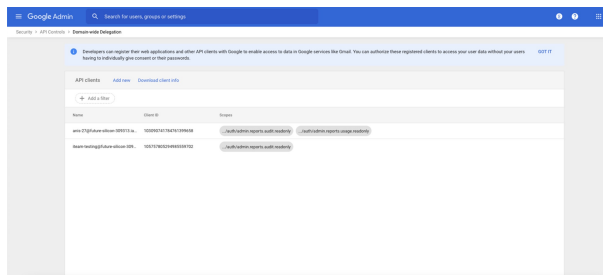 Google Admin
Search for users, groups or settings
Security > API Controls > Domain-wide Delegation
Developers can register their web applications and other API clients with Google to enable access to data in Google services like Gmail. You can authorize these registered clients to access your user data without your users
having to individually give consent or their passwords.
GOT IT
API clients Add new Download client info
+ Add a filter
Name Client ID Scopes
.../auth/admin.reports.audit.readonly .../auth/admin.reports.usage.readonly
.../auth/admin.reports.audit.readonly